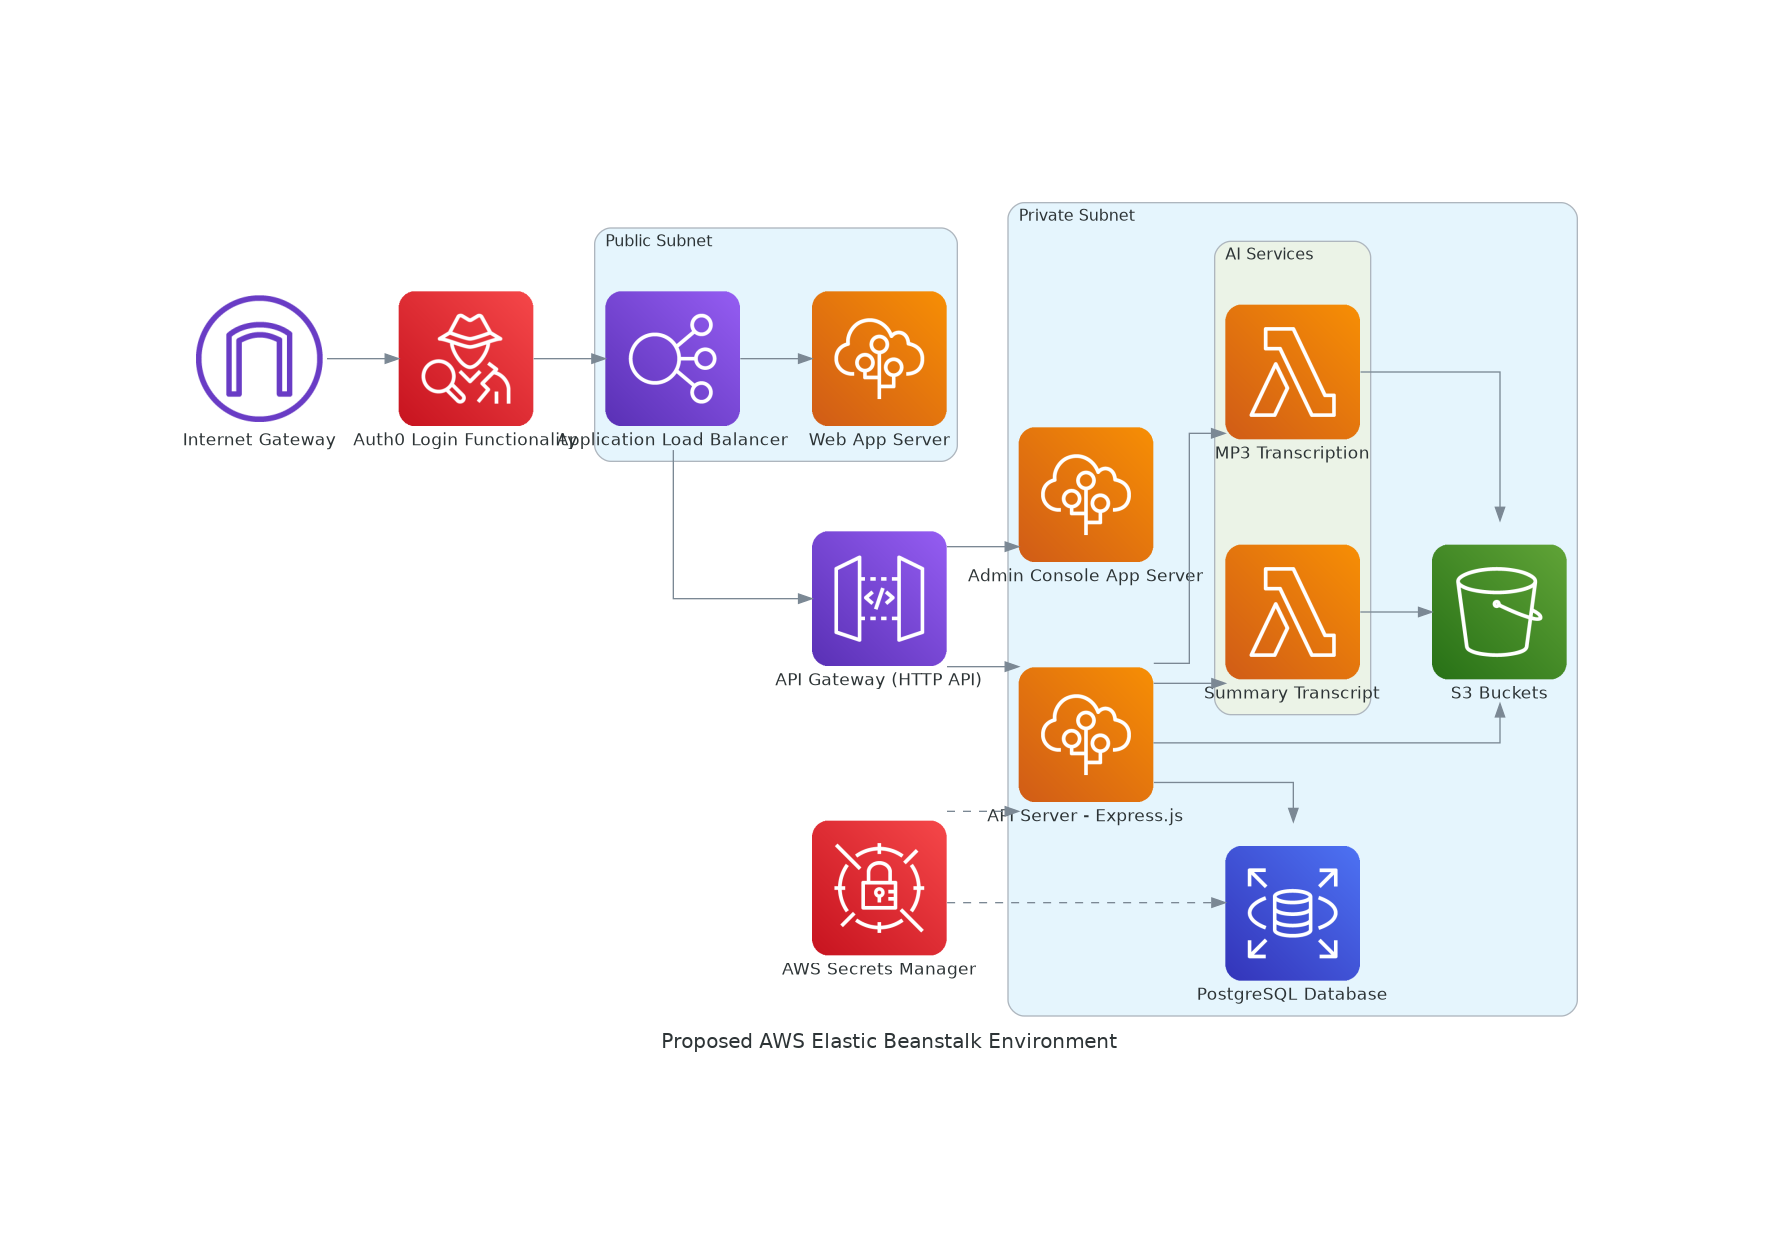 Private Subnet
Public Subnet
AI Services
Internet Gateway
Auth0 Login Functionality
Application Load Balancer
Web App Server
MP3 Transcription
Admin Console App Server
API Gateway (HTTP API)
Summary Transcript
S3 Buckets
API Server - Express.js
AWS Secrets Manager
PostgreSQL Database
Proposed AWS Elastic Beanstalk Environment